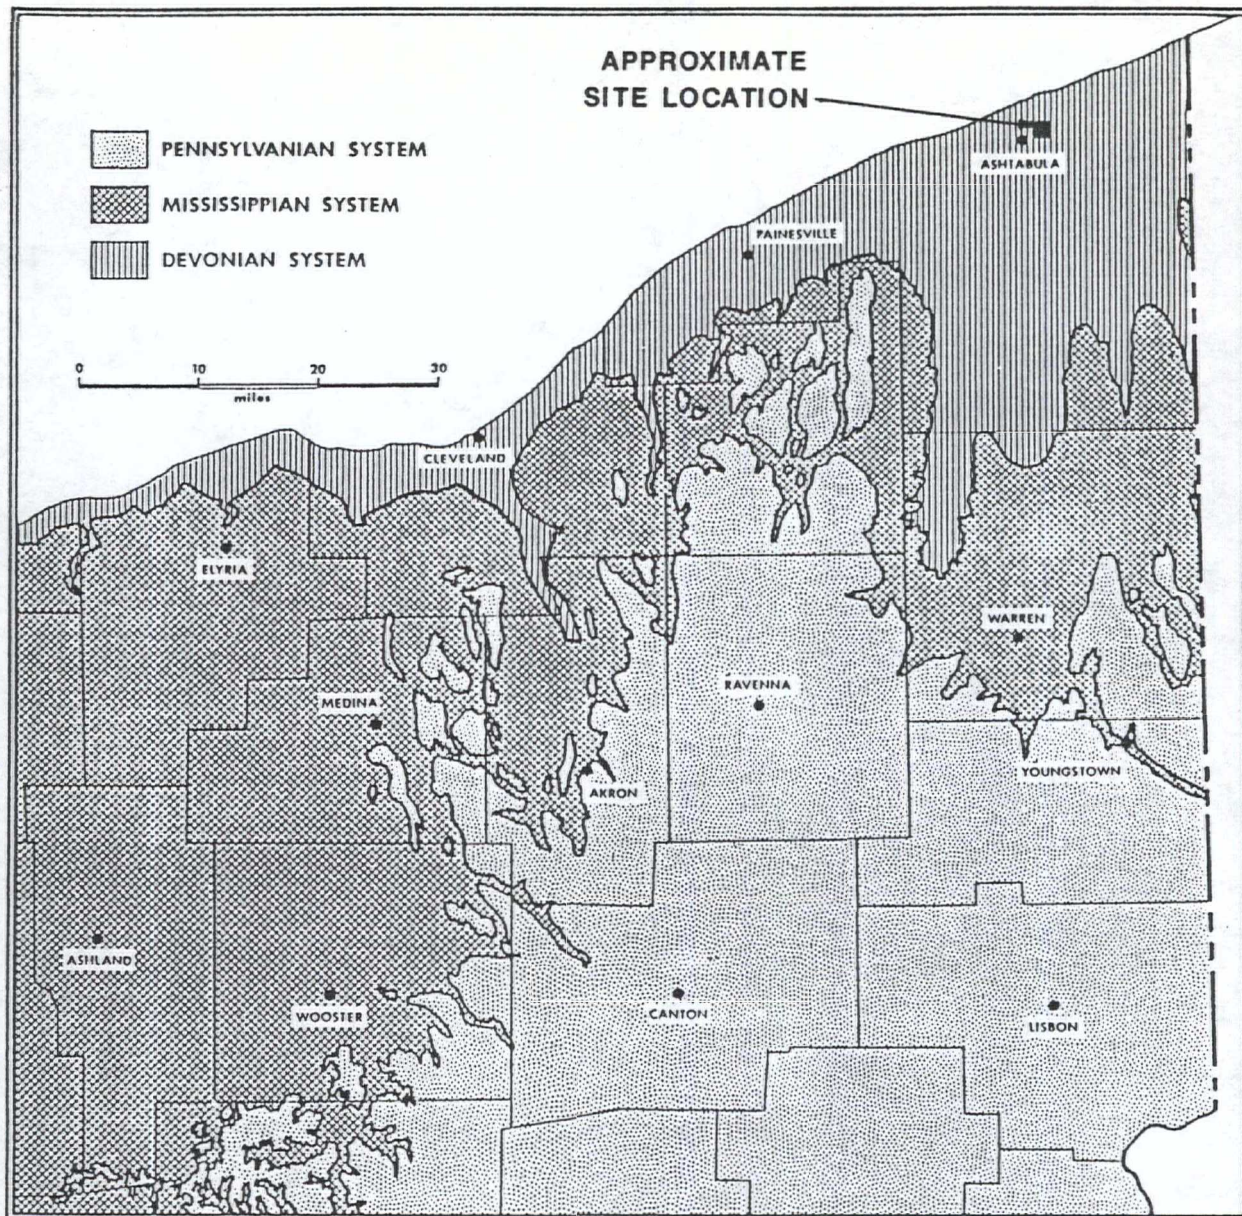 APPROXIMATE
SITE LOCATION
PENNSYLVANIAN SYSTEM
MISSISSIPPIAN SYSTEM
DEVONIAN SYSTEM
ASHTABULA
PAINESVILLE
0 10 20 30
miles
CLEVELAND
ELYRIA
WARREN
RAVENNA
MEDINA
YOUNGSTOWN
AKRON
ASHLAND
WOOSTER
CANTON
LISBON